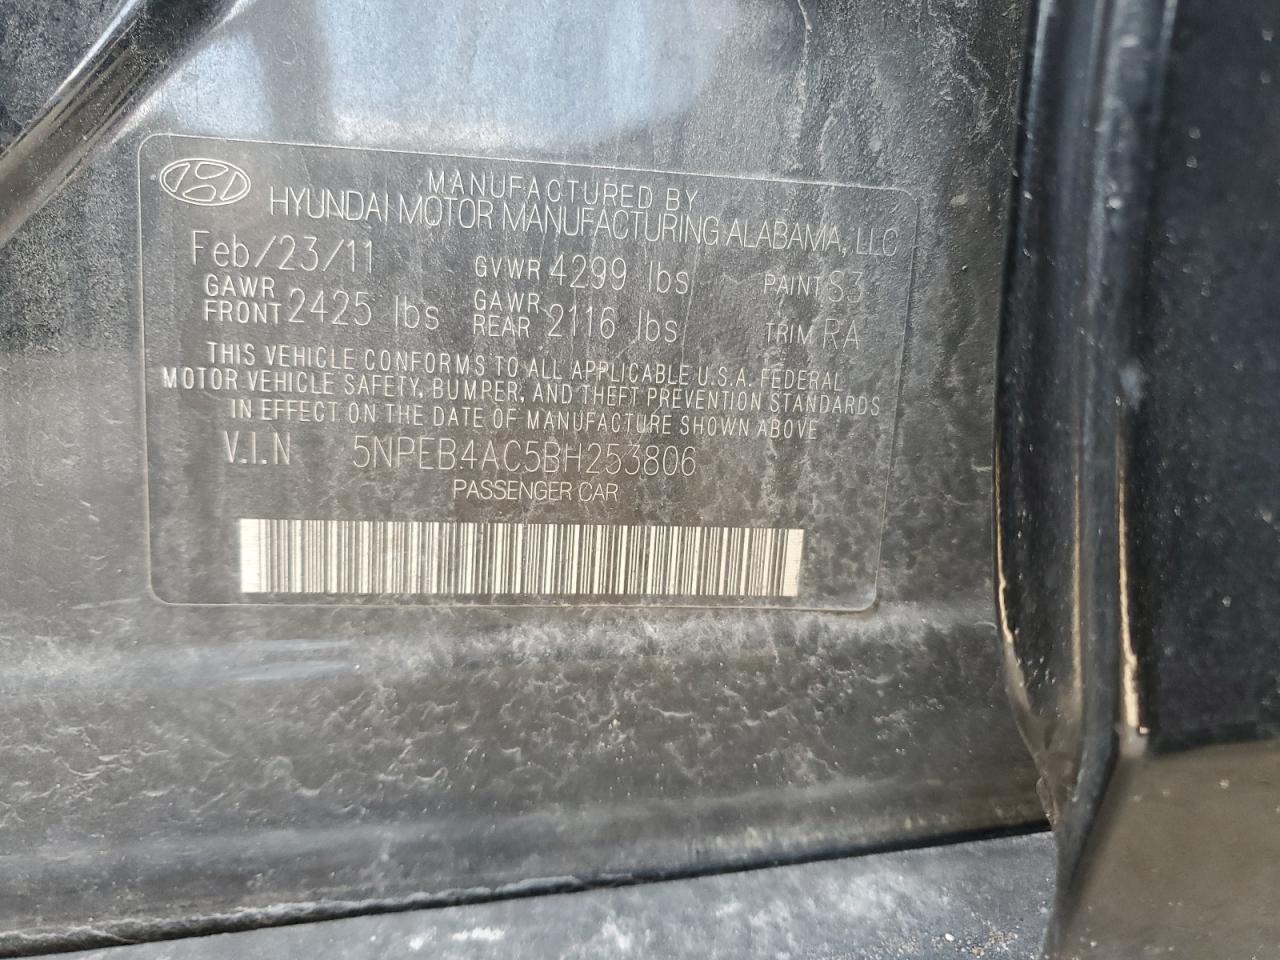 MANUFACTURED BY
HYUNDAI MOTOR MANUFACTURING ALABAMA, LLC
Feb/23/11 GVWR 4299 lbs PAINT S3
GAWR FRONT 2425 lbs GAWR REAR 2116 lbs TRIM RA
THIS VEHICLE CONFORMS TO ALL APPLICABLE U.S.A. FEDERAL
MOTOR VEHICLE SAFETY, BUMPER, AND THEFT PREVENTION STANDARDS
IN EFFECT ON THE DATE OF MANUFACTURE SHOWN ABOVE
V.I.N 5NPEB4AC5BH253806
PASSENGER CAR